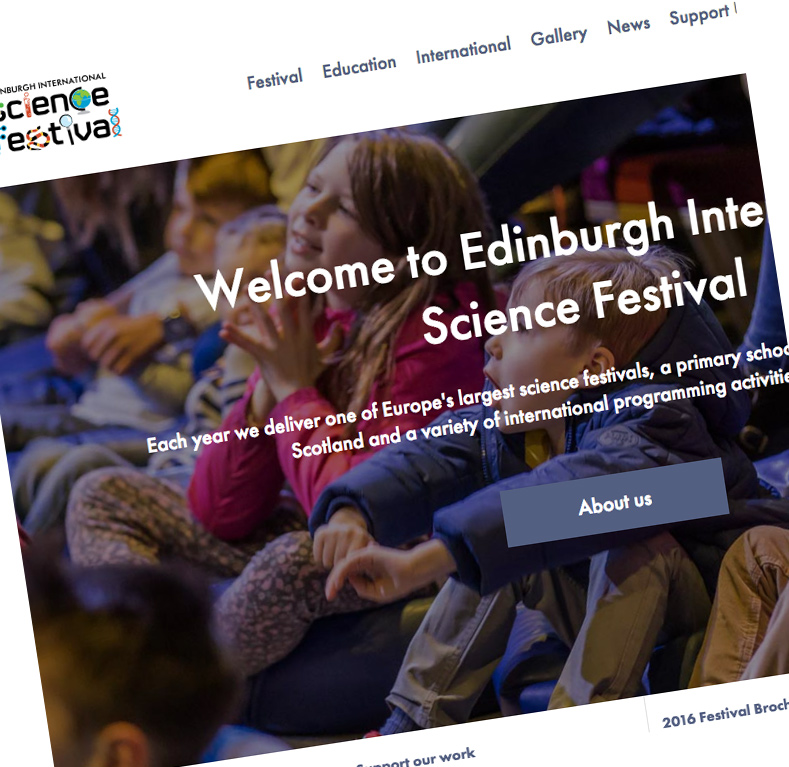 Festival Education International Gallery News Support
EDINBURGH INTERNATIONAL
science
festival
Welcome to Edinburgh Inte
Science Festival
Each year we deliver one of Europe's largest science festivals, a primary schoo
Scotland and a variety of international programming activitie
About us
Support our work
2016 Festival Broch